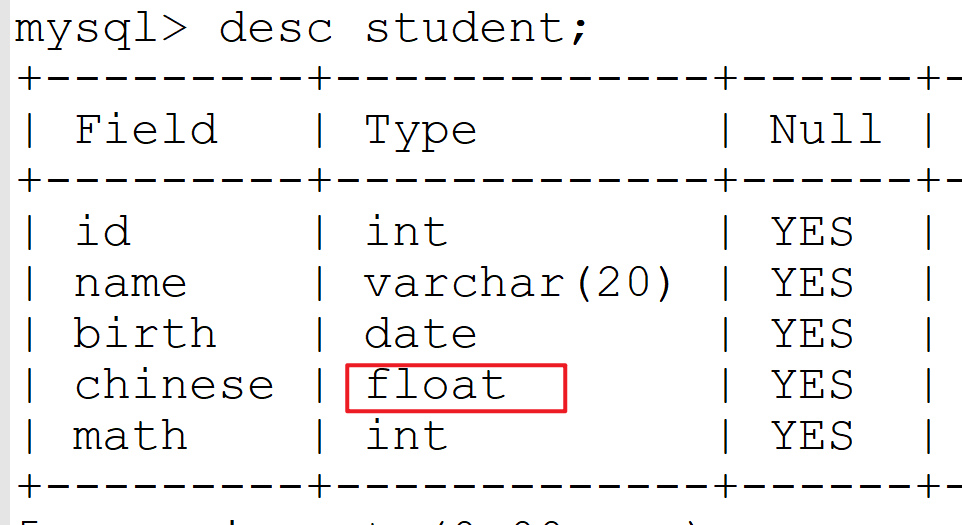 mysql> desc student;
+---------+-------------+------+-
| Field | Type | Null |
+---------+-------------+------+-
| id | int | YES |
| name | varchar(20) | YES |
| birth | date | YES |
| chinese | float | YES |
| math | int | YES |
+---------+-------------+------+-